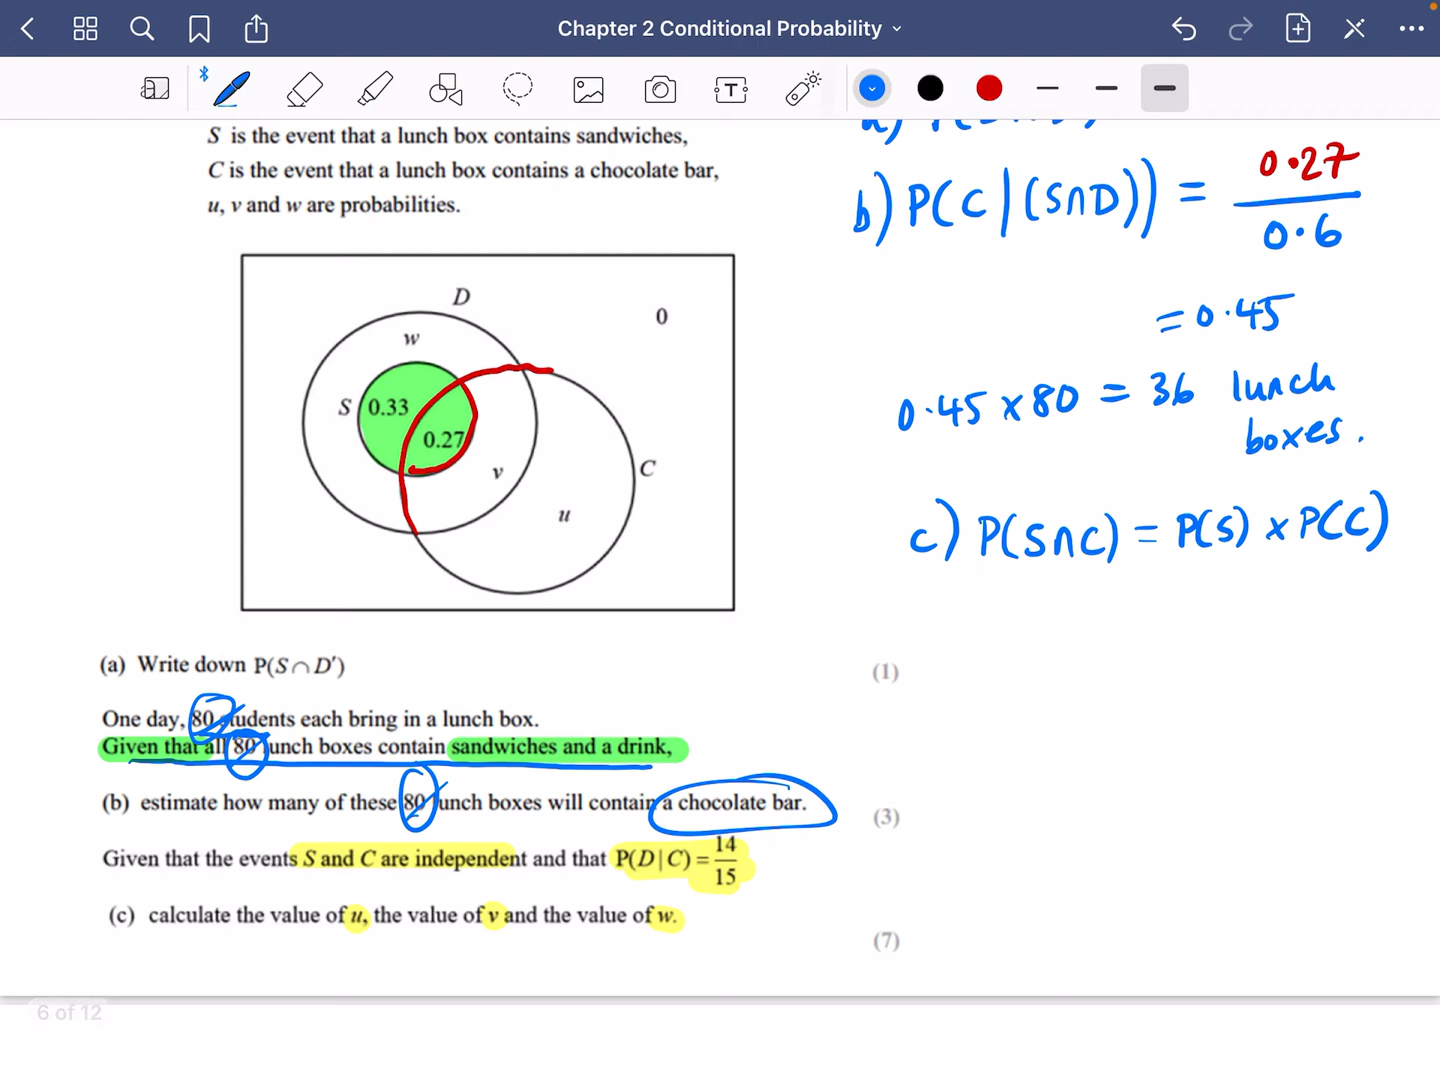 Chapter 2 Conditional Probability
S is the event that a lunch box contains sandwiches,
C is the event that a lunch box contains a chocolate bar,
u, v and w are probabilities.
D
0
w
S 0.33
0.27
v
C
u
b) P(C|(S∩D)) = 0.27
0.6
= 0.45
0.45 × 80 = 36 lunch
boxes.
c) P(S∩C) = P(S) × P(C)
(a) Write down P(S∩D′)
(1)
One day, 80 students each bring in a lunch box.
Given that all 80 lunch boxes contain sandwiches and a drink,
(b) estimate how many of these 80 lunch boxes will contain a chocolate bar.
(3)
Given that the events S and C are independent and that P(D|C) = 14
15
(c) calculate the value of u, the value of v and the value of w.
(7)
6 of 12